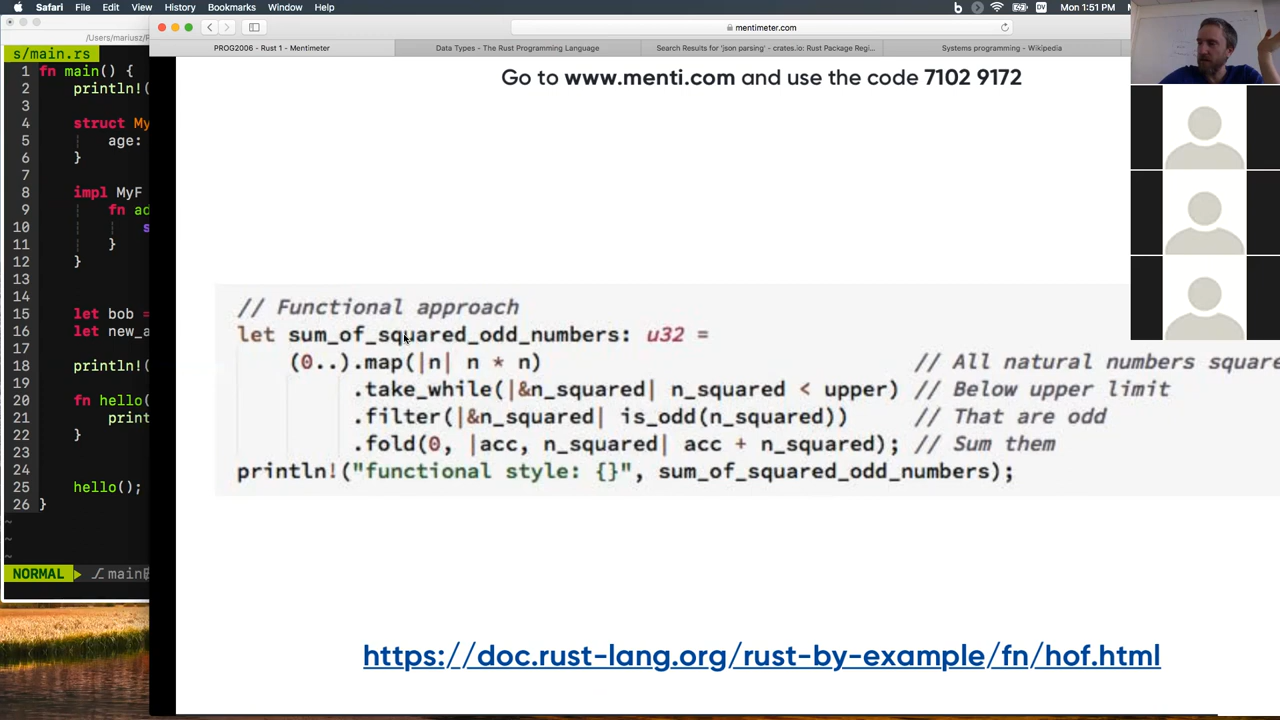 Safari File Edit View History Bookmarks Window Help
DV Mon 1:51 PM
/Users/mariusz/P
mentimeter.com
PROG2006 - Rust 1 - Mentimeter
Data Types - The Rust Programming Language
Search Results for 'json parsing' - crates.io: Rust Package Regi...
Systems programming - Wikipedia
s/main.rs
1 fn main() {
2 println!(
3
4 struct My
5 age:
6 }
7
8 impl MyF
9 fn ad
10 s
11 }
12 }
13
14
15 let bob =
16 let new_a
17
18 println!(
19
20 fn hello(
21 print
22 }
23
24
25 hello();
26 }
~
~
~
NORMAL main
Go to www.menti.com and use the code 7102 9172
// Functional approach
let sum_of_squared_odd_numbers: u32 =
(0..).map(|n| n * n) // All natural numbers square
.take_while(|&n_squared| n_squared < upper) // Below upper limit
.filter(|&n_squared| is_odd(n_squared)) // That are odd
.fold(0, |acc, n_squared| acc + n_squared); // Sum them
println!("functional style: {}", sum_of_squared_odd_numbers);
https://doc.rust-lang.org/rust-by-example/fn/hof.html